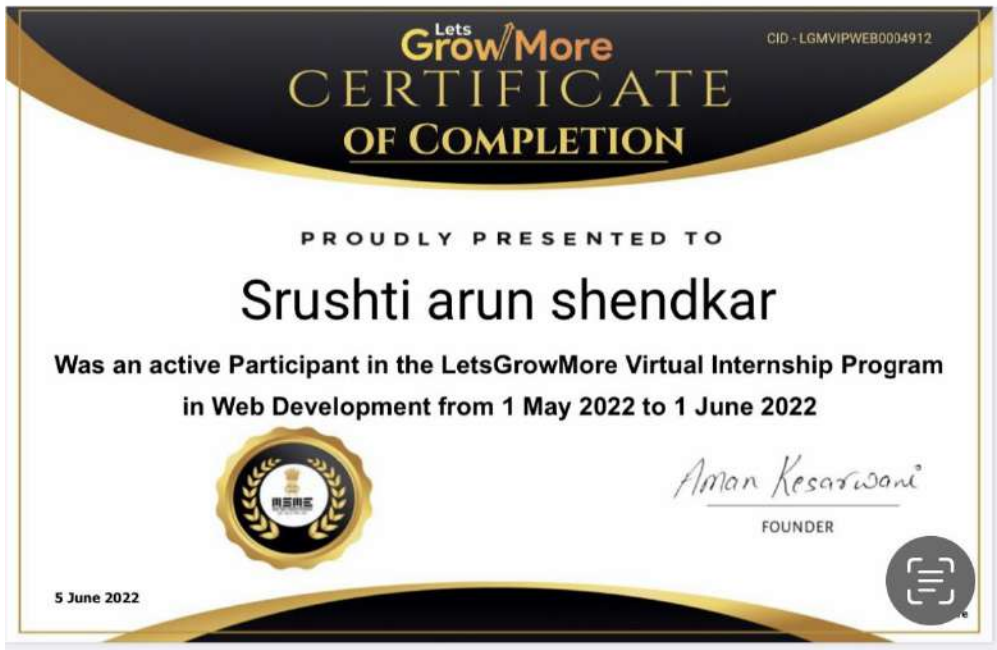 Lets
GrowMore
CID - LGMVIPWEB0004912
CERTIFICATE
OF COMPLETION
PROUDLY PRESENTED TO
Srushti arun shendkar
Was an active Participant in the LetsGrowMore Virtual Internship Program
in Web Development from 1 May 2022 to 1 June 2022
MSME
Aman Kesarwani
FOUNDER
5 June 2022